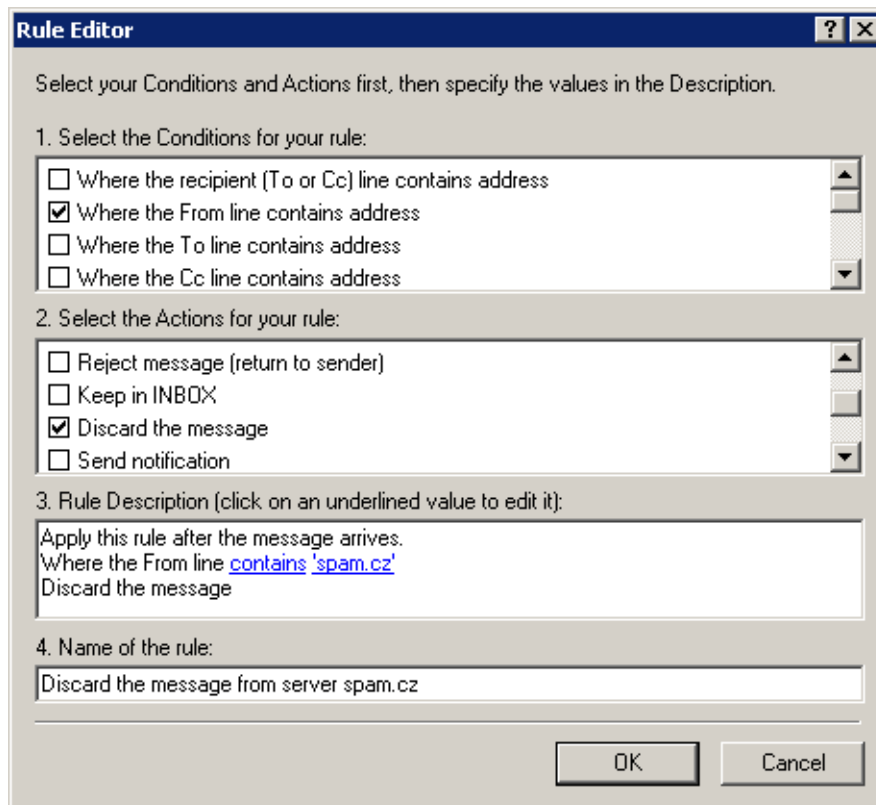 Rule Editor
Select your Conditions and Actions first, then specify the values in the Description.
1. Select the Conditions for your rule:
Where the recipient (To or Cc) line contains address
Where the From line contains address
Where the To line contains address
Where the Cc line contains address
2. Select the Actions for your rule:
Reject message (return to sender)
Keep in INBOX
Discard the message
Send notification
3. Rule Description (click on an underlined value to edit it):
Apply this rule after the message arrives.
Where the From line contains 'spam.cz'
Discard the message
4. Name of the rule:
Discard the message from server spam.cz
OK Cancel